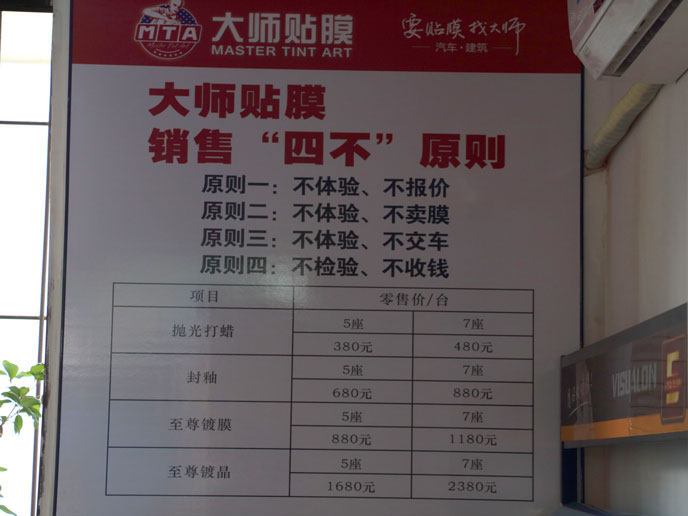 MTA 大师贴膜
MASTER TINT ART
要贴膜找大师
汽车·建筑
大师贴膜
销售“四不”原则
原则一：不体验、不报价
原则二：不体验、不卖膜
原则三：不体验、不交车
原则四：不检验、不收钱
项目 零售价/台
抛光打蜡 5座 7座
380元 480元
封釉 5座 7座
680元 880元
至尊镀膜 5座 7座
880元 1180元
至尊镀晶 5座 7座
1680元 2380元
VISUALON